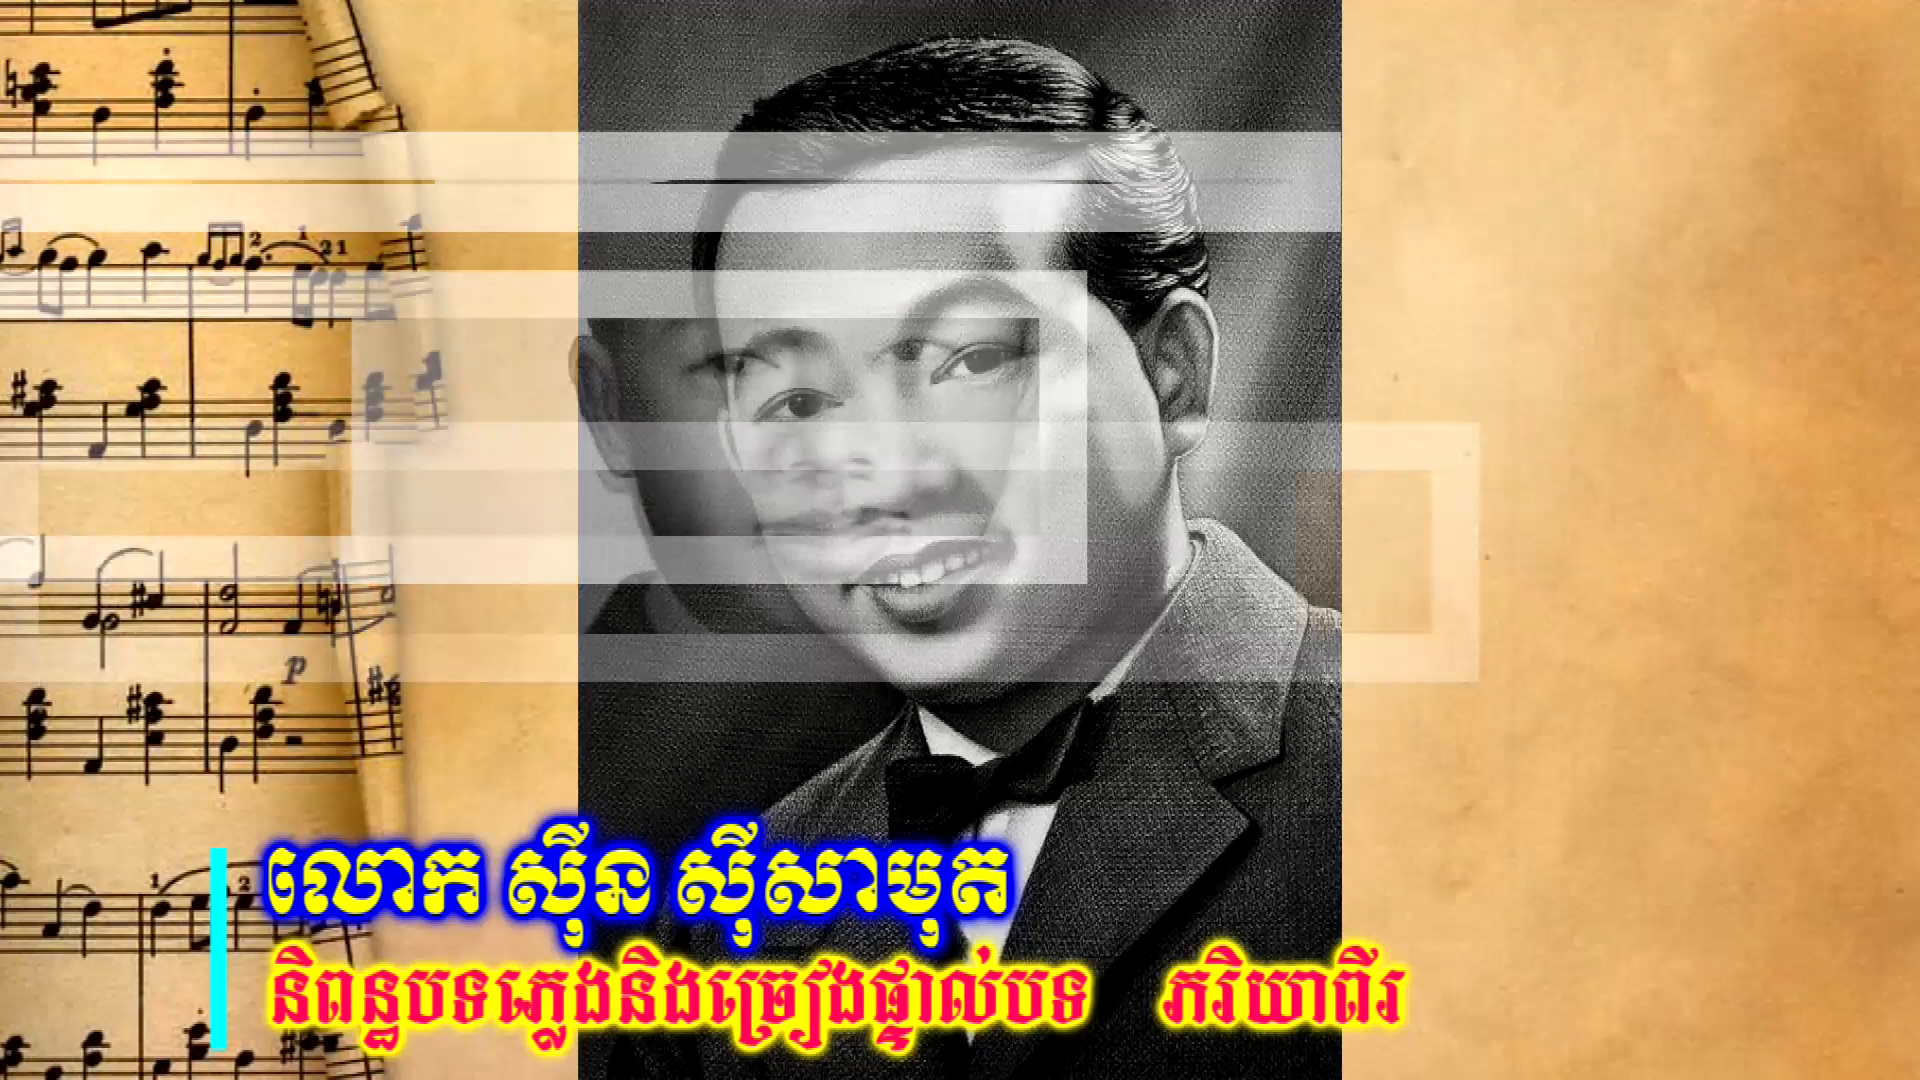 លោក ស៊ីន ស៊ីសាមុត
និពន្ធបទភ្លេងនិងច្រៀងផ្ទាល់បទ ភរិយាពីរ